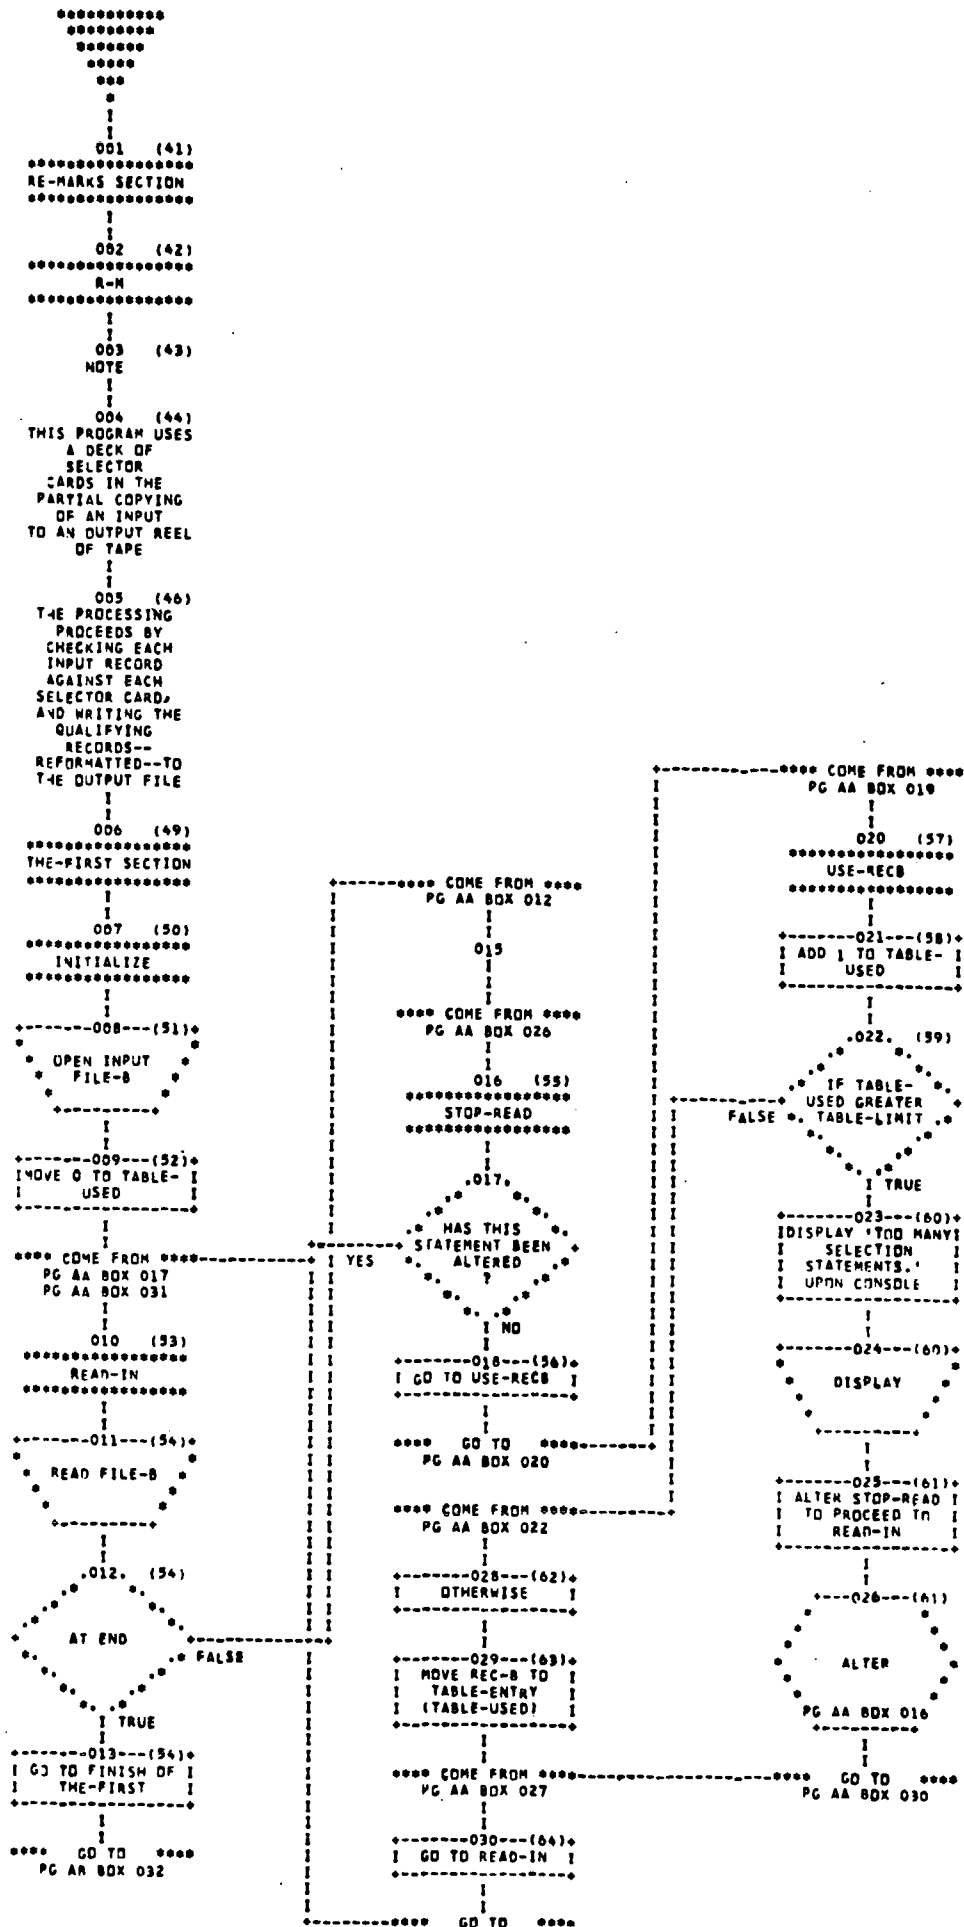 001 (41)
RE-MARKS SECTION
002 (42)
R-M
003 (43)
NOTE
004 (44)
THIS PROGRAM USES
A DECK OF
SELECTOR
CARDS IN THE
PARTIAL COPYING
OF AN INPUT
TO AN OUTPUT REEL
OF TAPE
005 (46)
THE PROCESSING
PROCEEDS BY
CHECKING EACH
INPUT RECORD
AGAINST EACH
SELECTOR CARD,
AND WRITING THE
QUALIFYING
RECORDS--
REFORMATTED--TO
THE OUTPUT FILE
006 (49)
THE-FIRST SECTION
007 (50)
INITIALIZE
008 (51)
OPEN INPUT
FILE-B
009 (52)
MOVE 0 TO TABLE-
USED
**** COME FROM ****
PG AA BOX 017
PG AA BOX 031
010 (53)
READ-IN
011 (54)
READ FILE-B
012. (54)
AT END
FALSE
TRUE
013 (54)
GO TO FINISH OF
THE-FIRST
**** GO TO ****
PG AR BOX 032
**** COME FROM ****
PG AA BOX 012
015
**** COME FROM ****
PG AA BOX 026
016 (55)
STOP-READ
.017.
HAS THIS
STATEMENT BEEN
ALTERED
?
YES
NO
018 (56)
GO TO USE-RECB
**** GO TO ****
PG AA BOX 020
**** COME FROM ****
PG AA BOX 022
028 (62)
OTHERWISE
029 (63)
MOVE REC-B TO
TABLE-ENTRY
(TABLE-USED)
**** COME FROM ****
PG AA BOX 027
030 (64)
GO TO READ-IN
**** GO TO ****
**** COME FROM ****
PG AA BOX 019
020 (57)
USE-RECB
021 (58)
ADD 1 TO TABLE-
USED
.022. (59)
IF TABLE-
USED GREATER
TABLE-LIMIT
FALSE
TRUE
023 (60)
DISPLAY 'TOO MANY
SELECTION
STATEMENTS.'
UPON CONSOLE
024 (60)
DISPLAY
025 (61)
ALTER STOP-READ
TO PROCEED TO
READ-IN
026 (61)
ALTER
PG AA BOX 016
**** GO TO ****
PG AA BOX 030